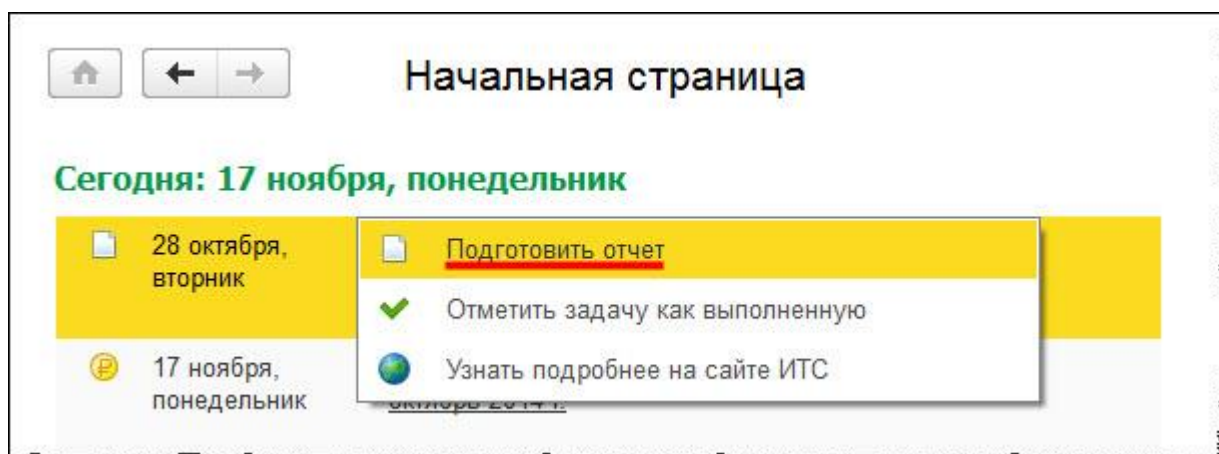 Начальная страница
Сегодня: 17 ноября, понедельник
28 октября,
вторник
Подготовить отчет
Отметить задачу как выполненную
17 ноября,
понедельник
Узнать подробнее на сайте ИТС
октябрь 2014 г.